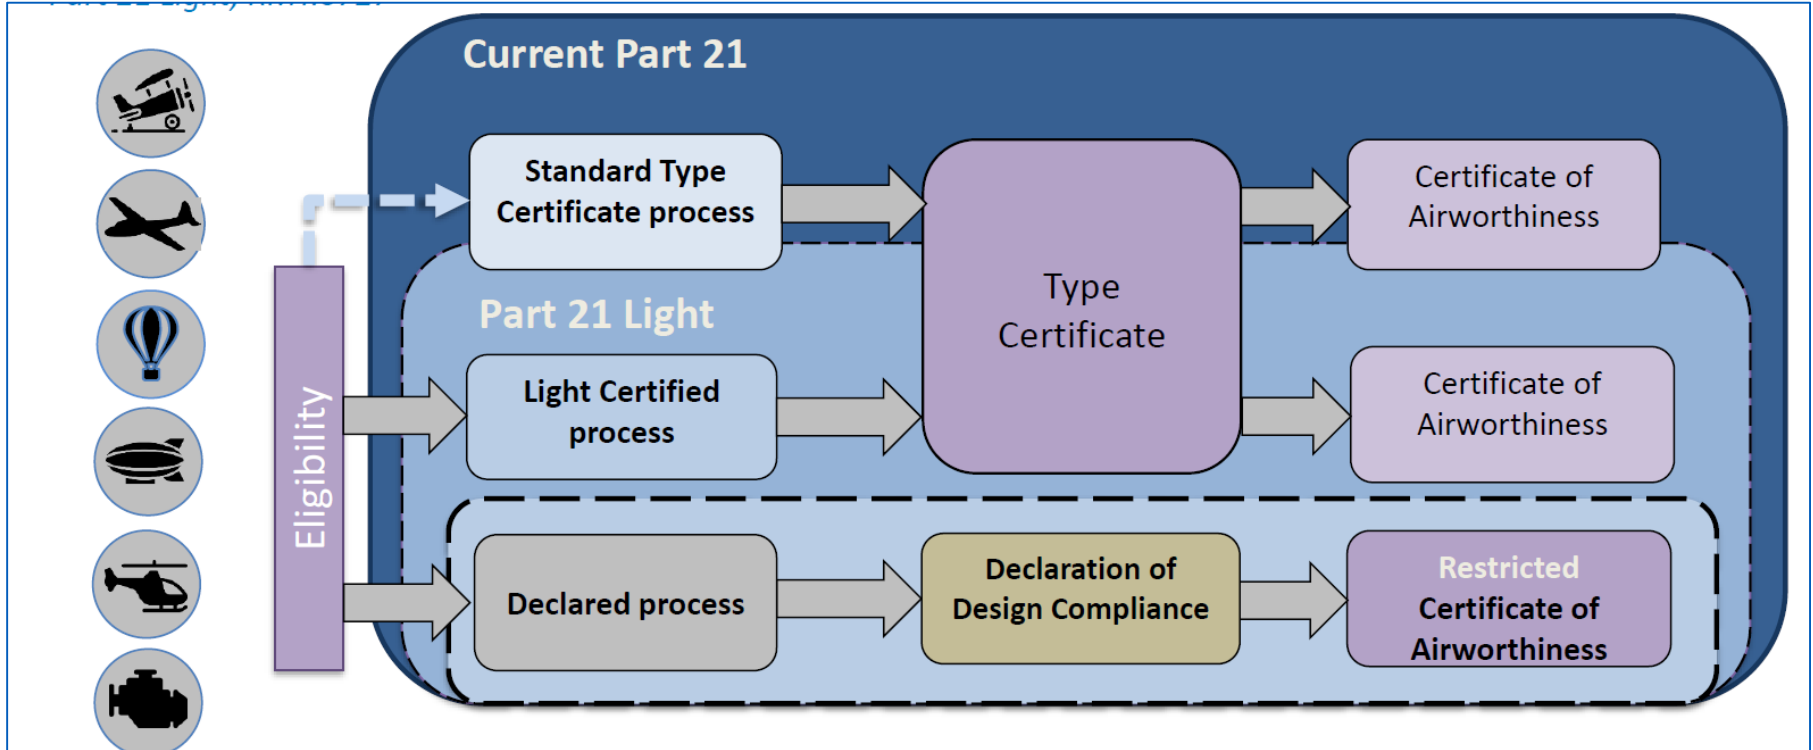 Current Part 21
Standard Type
Certificate process
Type
Certificate
Certificate of
Airworthiness
Part 21 Light
Eligibility
Light Certified
process
Certificate of
Airworthiness
Declared process
Declaration of
Design Compliance
Restricted
Certificate of
Airworthiness